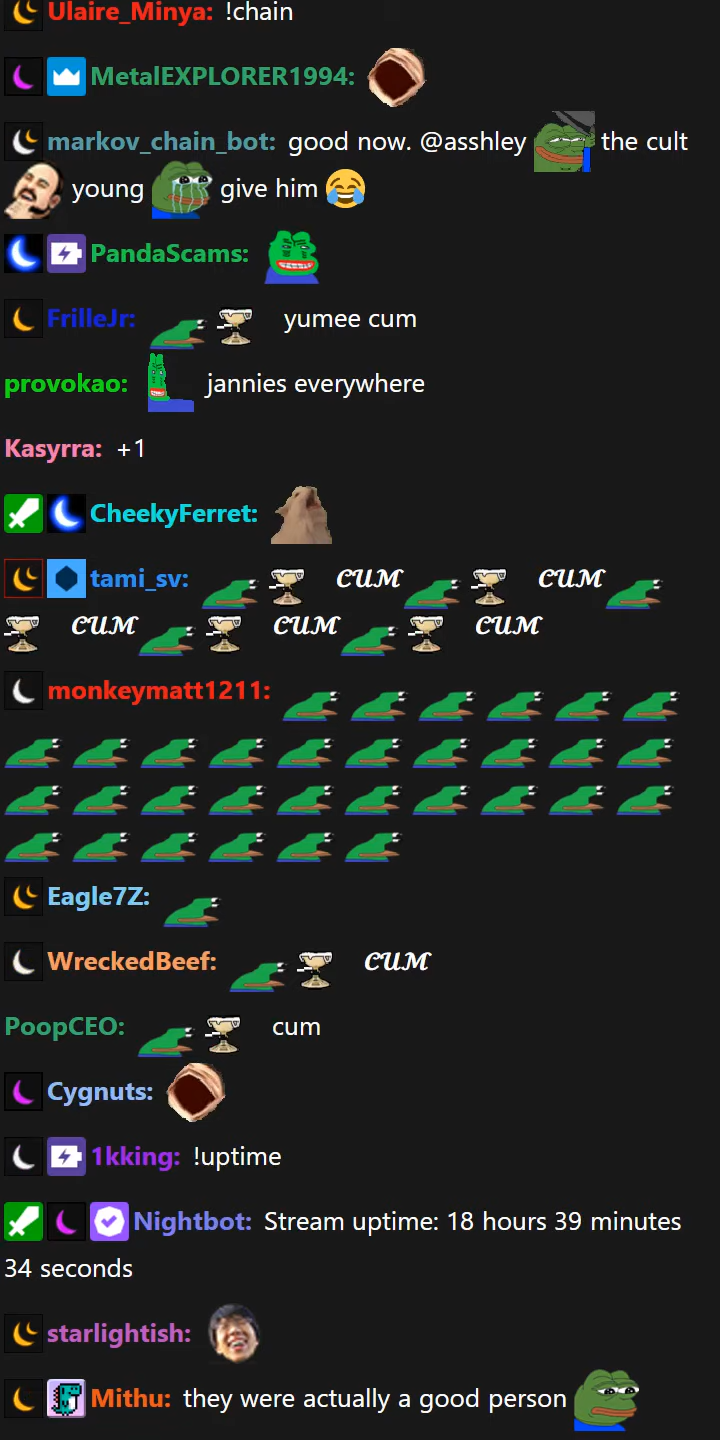 Ulaire_Minya: !chain
MetalEXPLORER1994:
markov_chain_bot: good now. @asshley the cult
young give him
PandaScams:
FrilleJr: yumee cum
provokao: jannies everywhere
Kasyrra: +1
CheekyFerret:
tami_sv: 𝓒𝓤𝓜 𝓒𝓤𝓜
𝓒𝓤𝓜 𝓒𝓤𝓜 𝓒𝓤𝓜
monkeymatt1211:
Eagle7Z:
WreckedBeef: 𝓒𝓤𝓜
PoopCEO: cum
Cygnuts:
1kking: !uptime
Nightbot: Stream uptime: 18 hours 39 minutes
34 seconds
starlightish:
Mithu: they were actually a good person